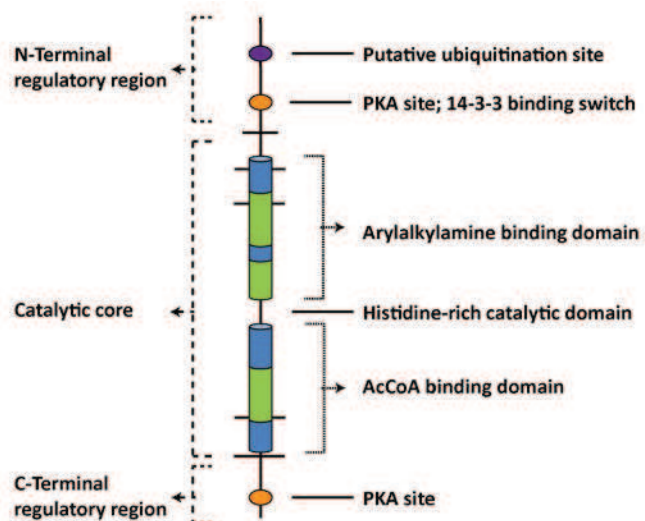 N-Terminal
regulatory region
Putative ubiquitination site
PKA site; 14-3-3 binding switch
Arylalkylamine binding domain
Catalytic core
Histidine-rich catalytic domain
AcCoA binding domain
C-Terminal
regulatory region
PKA site